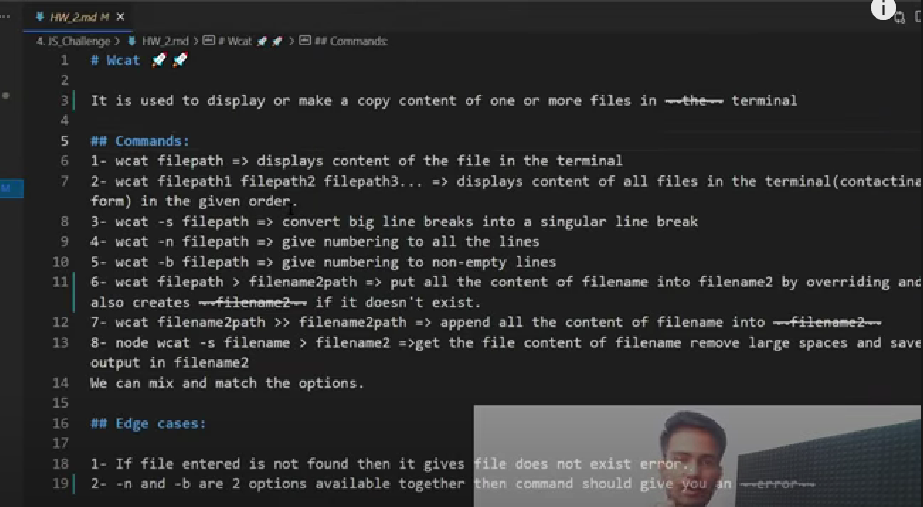 HW_2.md M ×
4. JS_Challenge > HW_2.md > # Wcat 🚀 🚀 > ## Commands:
1 # Wcat 🚀 🚀
2
3 It is used to display or make a copy content of one or more files in ~~the~~ terminal
4
5 ## Commands:
6 1- wcat filepath => displays content of the file in the terminal
7 2- wcat filepath1 filepath2 filepath3... => displays content of all files in the terminal(contactina
form) in the given order.
8 3- wcat -s filepath => convert big line breaks into a singular line break
9 4- wcat -n filepath => give numbering to all the lines
10 5- wcat -b filepath => give numbering to non-empty lines
11 6- wcat filepath > filename2path => put all the content of filename into filename2 by overriding and
also creates ~~filename2~~ if it doesn't exist.
12 7- wcat filename2path >> filename2path => append all the content of filename into ~~filename2~~
13 8- node wcat -s filename > filename2 =>get the file content of filename remove large spaces and save
output in filename2
14 We can mix and match the options.
15
16 ## Edge cases:
17
18 1- If file entered is not found then it gives file does not exist error.
19 2- -n and -b are 2 options available together then command should give you an ~~error~~
M
i